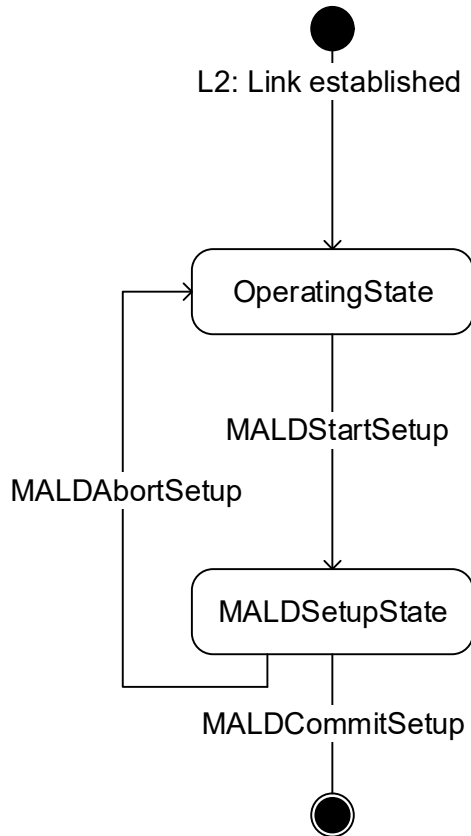 L2: Link established
OperatingState
MALDStartSetup
MALDAbortSetup
MALDSetupState
MALDCommitSetup